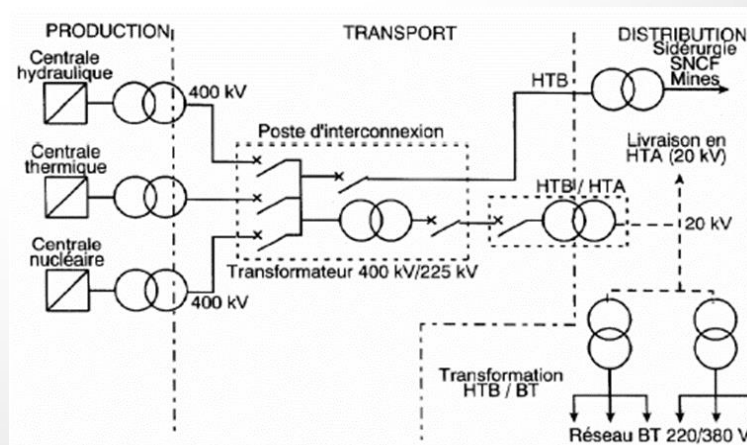 PRODUCTION
TRANSPORT
DISTRIBUTION
Sidérurgie
SNCF
Mines
Centrale
hydraulique
400 kV
HTB
Poste d'interconnexion
Livraison en
HTA (20 kV)
Centrale
thermique
HTB / HTA
20 kV
Centrale
nucléaire
400 kV
Transformateur 400 kV/225 kV
Transformation
HTB / BT
Réseau BT 220/380 V